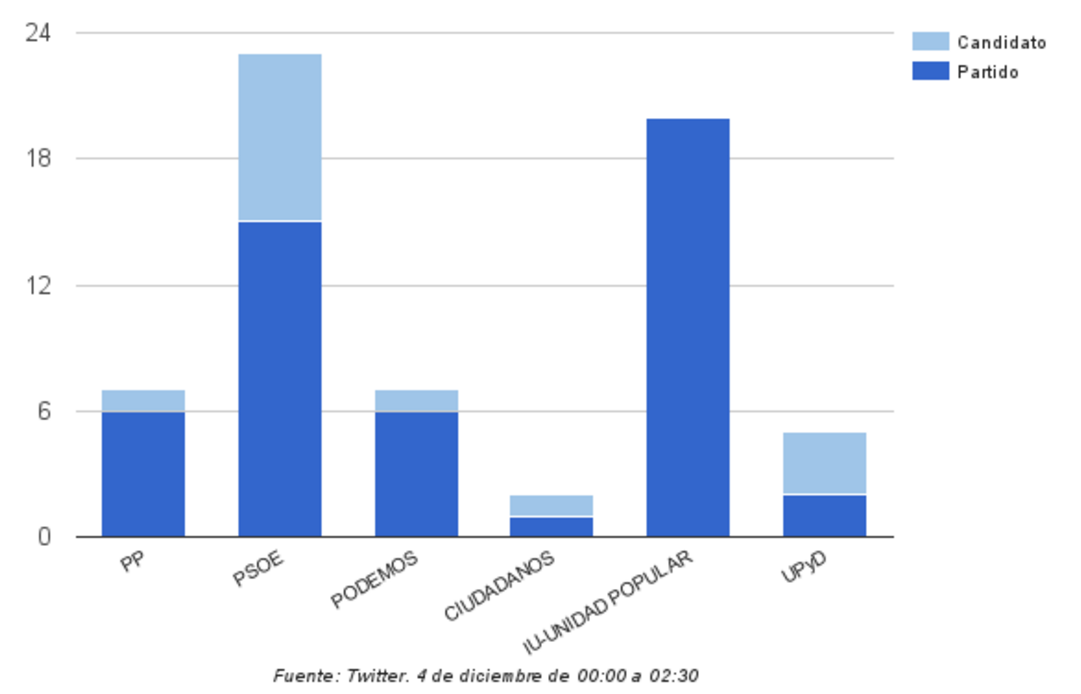 24
18
12
6
0
Candidato
Partido
PP
PSOE
PODEMOS
CIUDADANOS
IU-UNIDAD POPULAR
UPyD
Fuente: Twitter. 4 de diciembre de 00:00 a 02:30